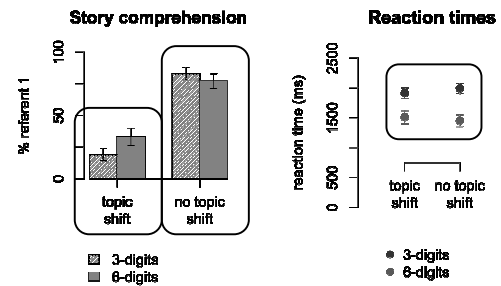 Story comprehension
% referent 1
0
50
100
topic
shift
no topic
shift
3-digits
6-digits
Reaction times
reaction time (ms)
0
500
1500
2500
topic
shift
no topic
shift
3-digits
6-digits